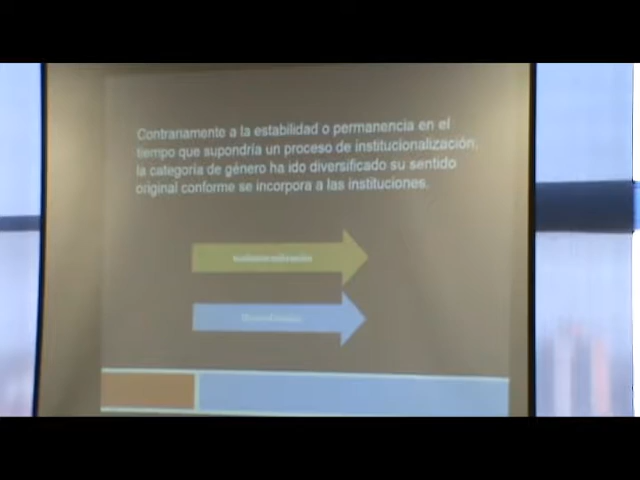 Contrariamente a la estabilidad o permanencia en el
tiempo que supondría un proceso de institucionalización,
la categoría de género ha ido diversificado su sentido
original conforme se incorpora a las instituciones.